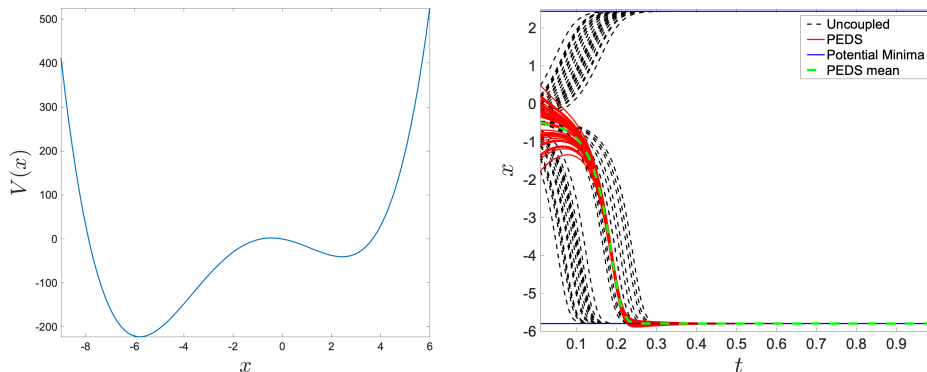 500
400
300
200
100
0
-100
-200
V(x)
-8 -6 -4 -2 0 2 4 6
x
2
1
0
-1
-2
-3
-4
-5
-6
x
Uncoupled
PEDS
Potential Minima
PEDS mean
0.1 0.2 0.3 0.4 0.5 0.6 0.7 0.8 0.9
t